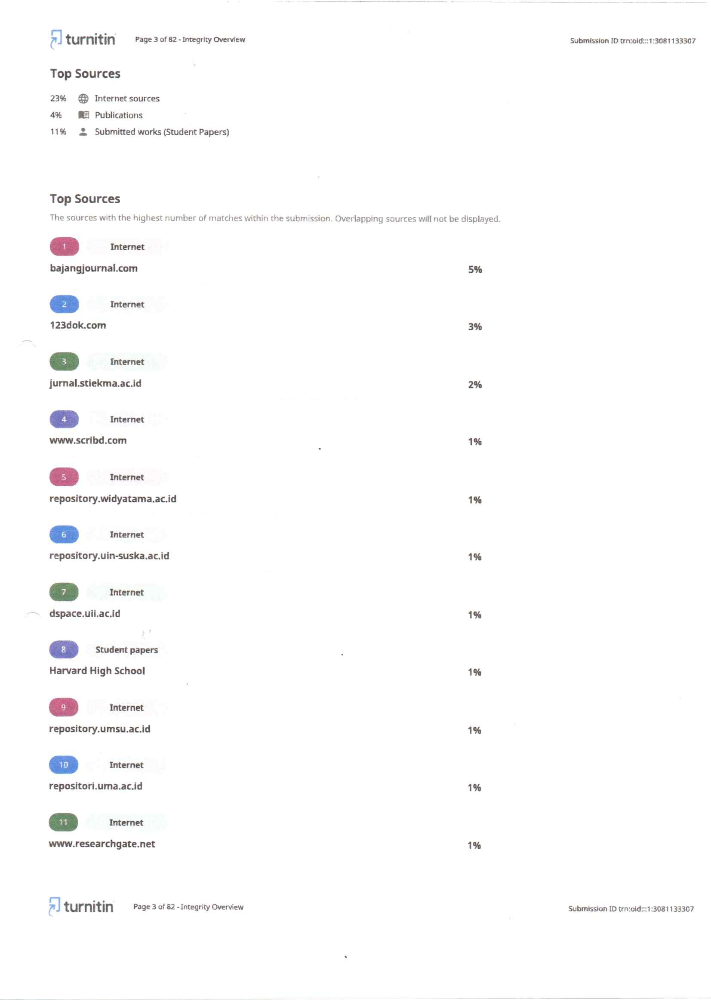 turnitin Page 3 of 82 - Integrity Overview Submission ID trn:oid:::1:3081133307
Top Sources
23% Internet sources
4% Publications
11% Submitted works (Student Papers)
Top Sources
The sources with the highest number of matches within the submission. Overlapping sources will not be displayed.
1 Internet
bajangjournal.com 5%
2 Internet
123dok.com 3%
3 Internet
jurnal.stiekma.ac.id 2%
4 Internet
www.scribd.com 1%
5 Internet
repository.widyatama.ac.id 1%
6 Internet
repository.uin-suska.ac.id 1%
7 Internet
dspace.uii.ac.id 1%
8 Student papers
Harvard High School 1%
9 Internet
repository.umsu.ac.id 1%
10 Internet
repositori.uma.ac.id 1%
11 Internet
www.researchgate.net 1%
turnitin Page 3 of 82 - Integrity Overview Submission ID trn:oid:::1:3081133307